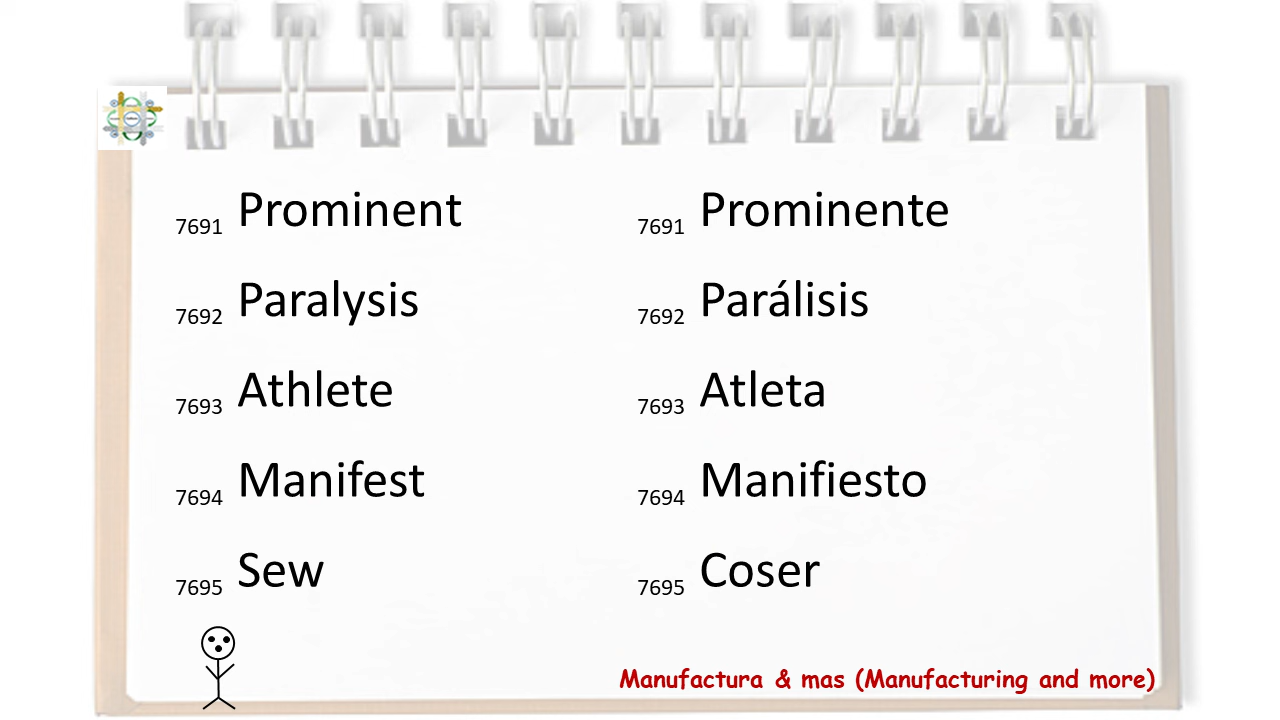 7691 Prominent 7691 Prominente
7692 Paralysis 7692 Parálisis
7693 Athlete 7693 Atleta
7694 Manifest 7694 Manifiesto
7695 Sew 7695 Coser
Manufactura & mas (Manufacturing and more)